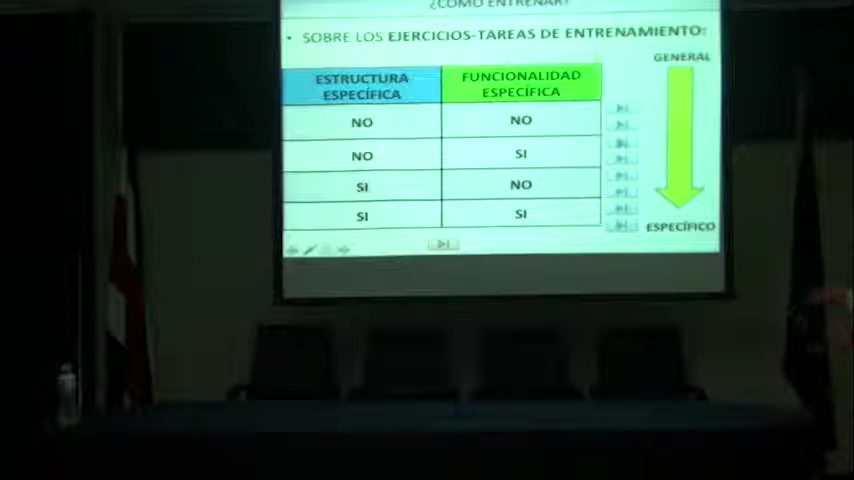 ¿CÓMO ENTRENAR?
• SOBRE LOS EJERCICIOS-TAREAS DE ENTRENAMIENTO:
GENERAL
ESTRUCTURA ESPECÍFICA
FUNCIONALIDAD ESPECÍFICA
NO NO
NO SI
SI NO
SI SI
ESPECÍFICO